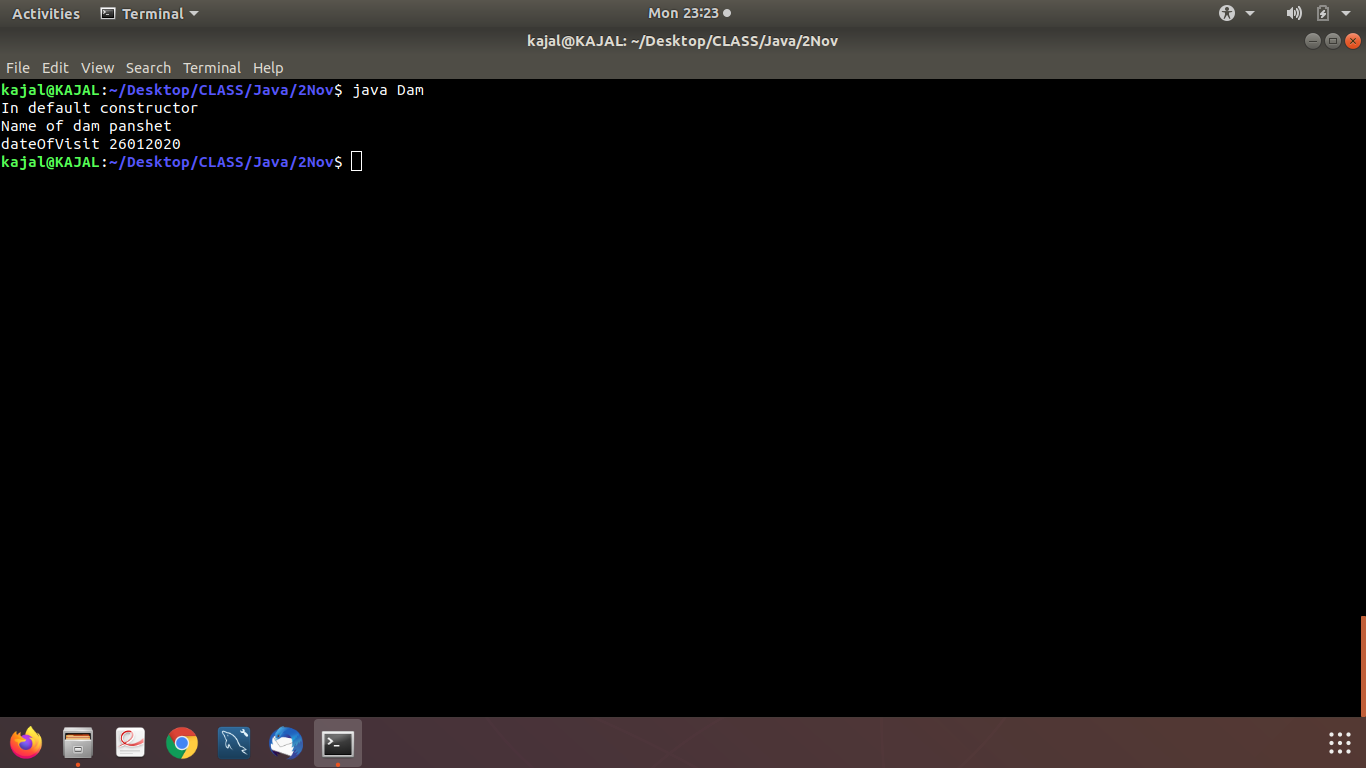 Activities Terminal Mon 23:23
kajal@KAJAL: ~/Desktop/CLASS/Java/2Nov
File Edit View Search Terminal Help
kajal@KAJAL:~/Desktop/CLASS/Java/2Nov$ java Dam
In default constructor
Name of dam panshet
dateOfVisit 26012020
kajal@KAJAL:~/Desktop/CLASS/Java/2Nov$